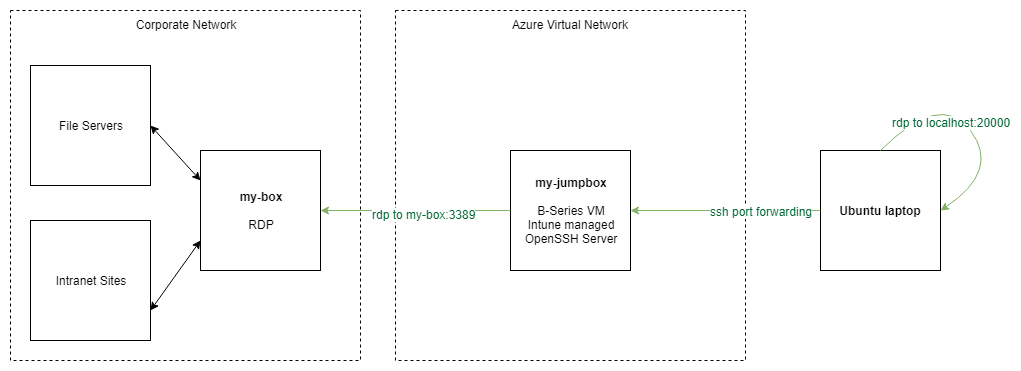 Corporate Network
Azure Virtual Network
File Servers
rdp to localhost:20000
my-box
RDP
rdp to my-box:3389
my-jumpbox
B-Series VM
Intune managed
OpenSSH Server
ssh port forwarding
Ubuntu laptop
Intranet Sites